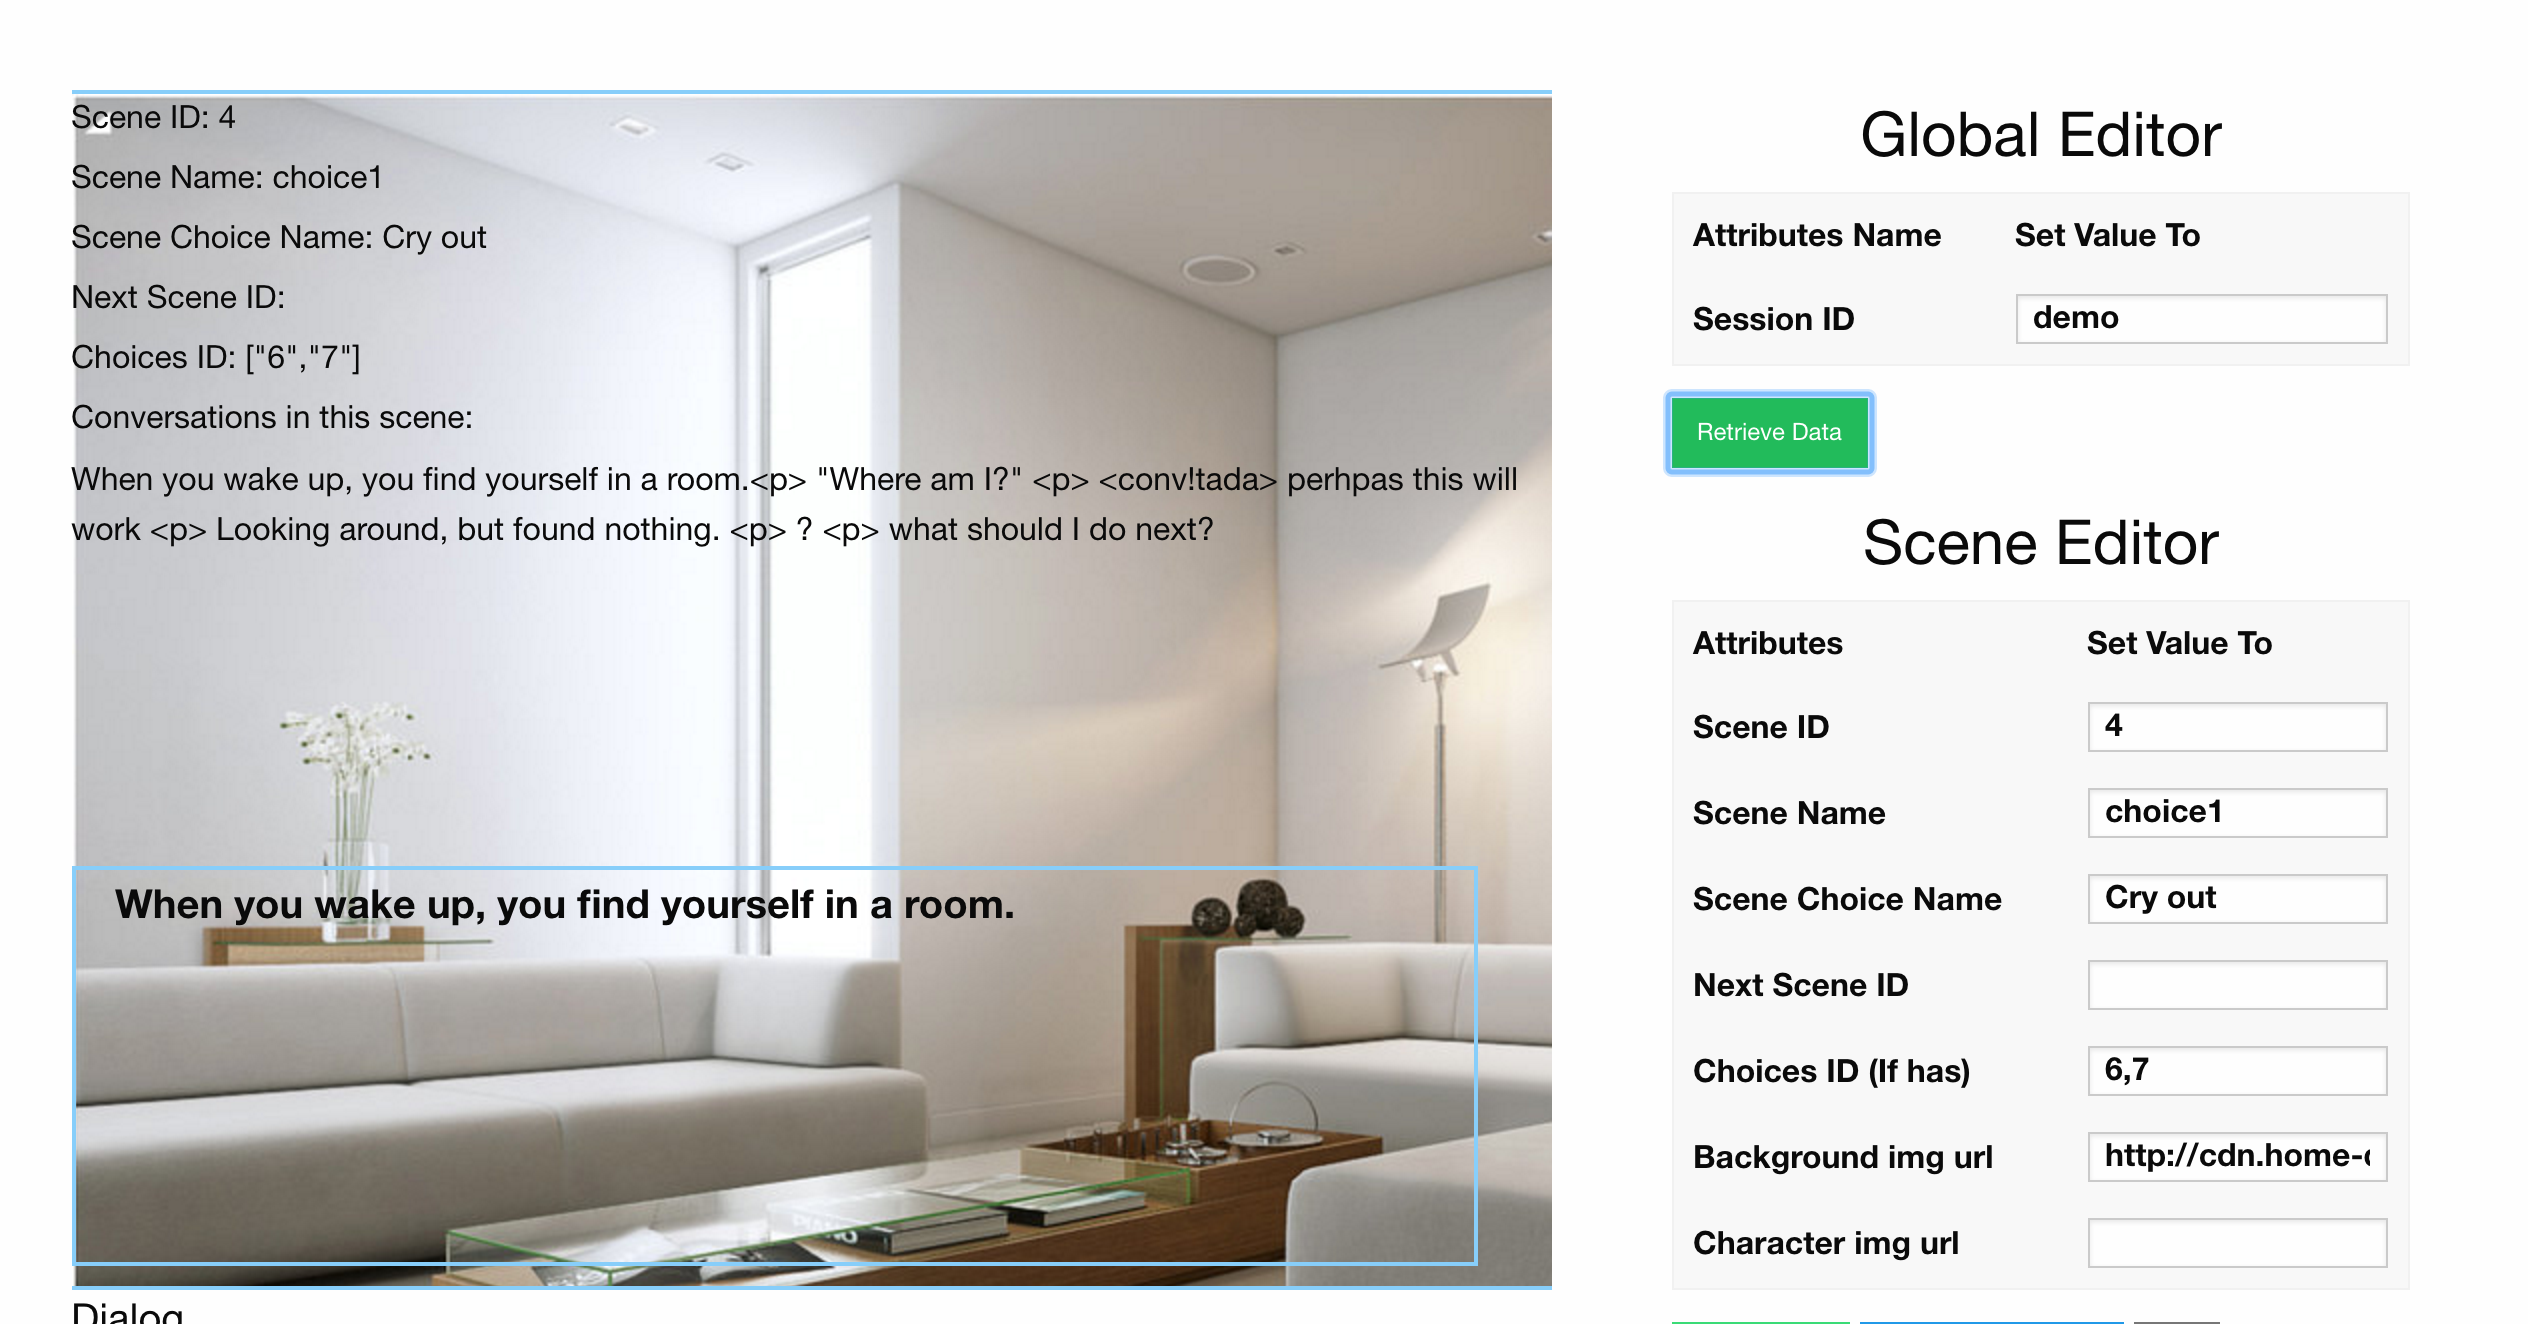 Scene ID: 4
Scene Name: choice1
Scene Choice Name: Cry out
Next Scene ID:
Choices ID: ["6","7"]
Conversations in this scene:
When you wake up, you find yourself in a room.<p> "Where am I?" <p> <conv!tada> perhpas this will
work <p> Looking around, but found nothing. <p> ? <p> what should I do next?
When you wake up, you find yourself in a room.
Dialog
Global Editor
Attributes Name Set Value To
Session ID demo
Retrieve Data
Scene Editor
Attributes Set Value To
Scene ID 4
Scene Name choice1
Scene Choice Name Cry out
Next Scene ID
Choices ID (If has) 6,7
Background img url http://cdn.home-
Character img url